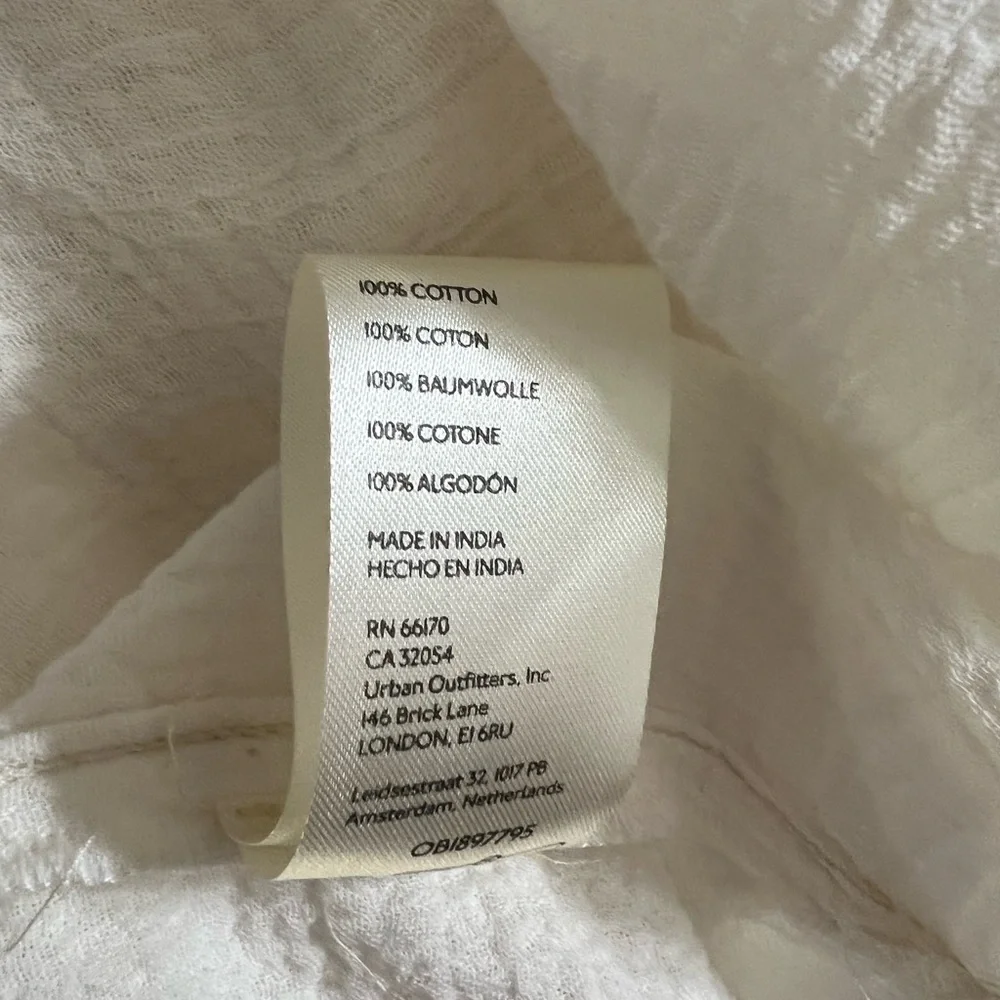 100% COTTON
100% COTON
100% BAUMWOLLE
100% COTONE
100% ALGODÓN
MADE IN INDIA
HECHO EN INDIA
RN 66170
CA 32054
Urban Outfitters, Inc
146 Brick Lane
LONDON, E1 6RU
Leidsestraat 32, 1017 PB
Amsterdam, Netherlands
OB1897795